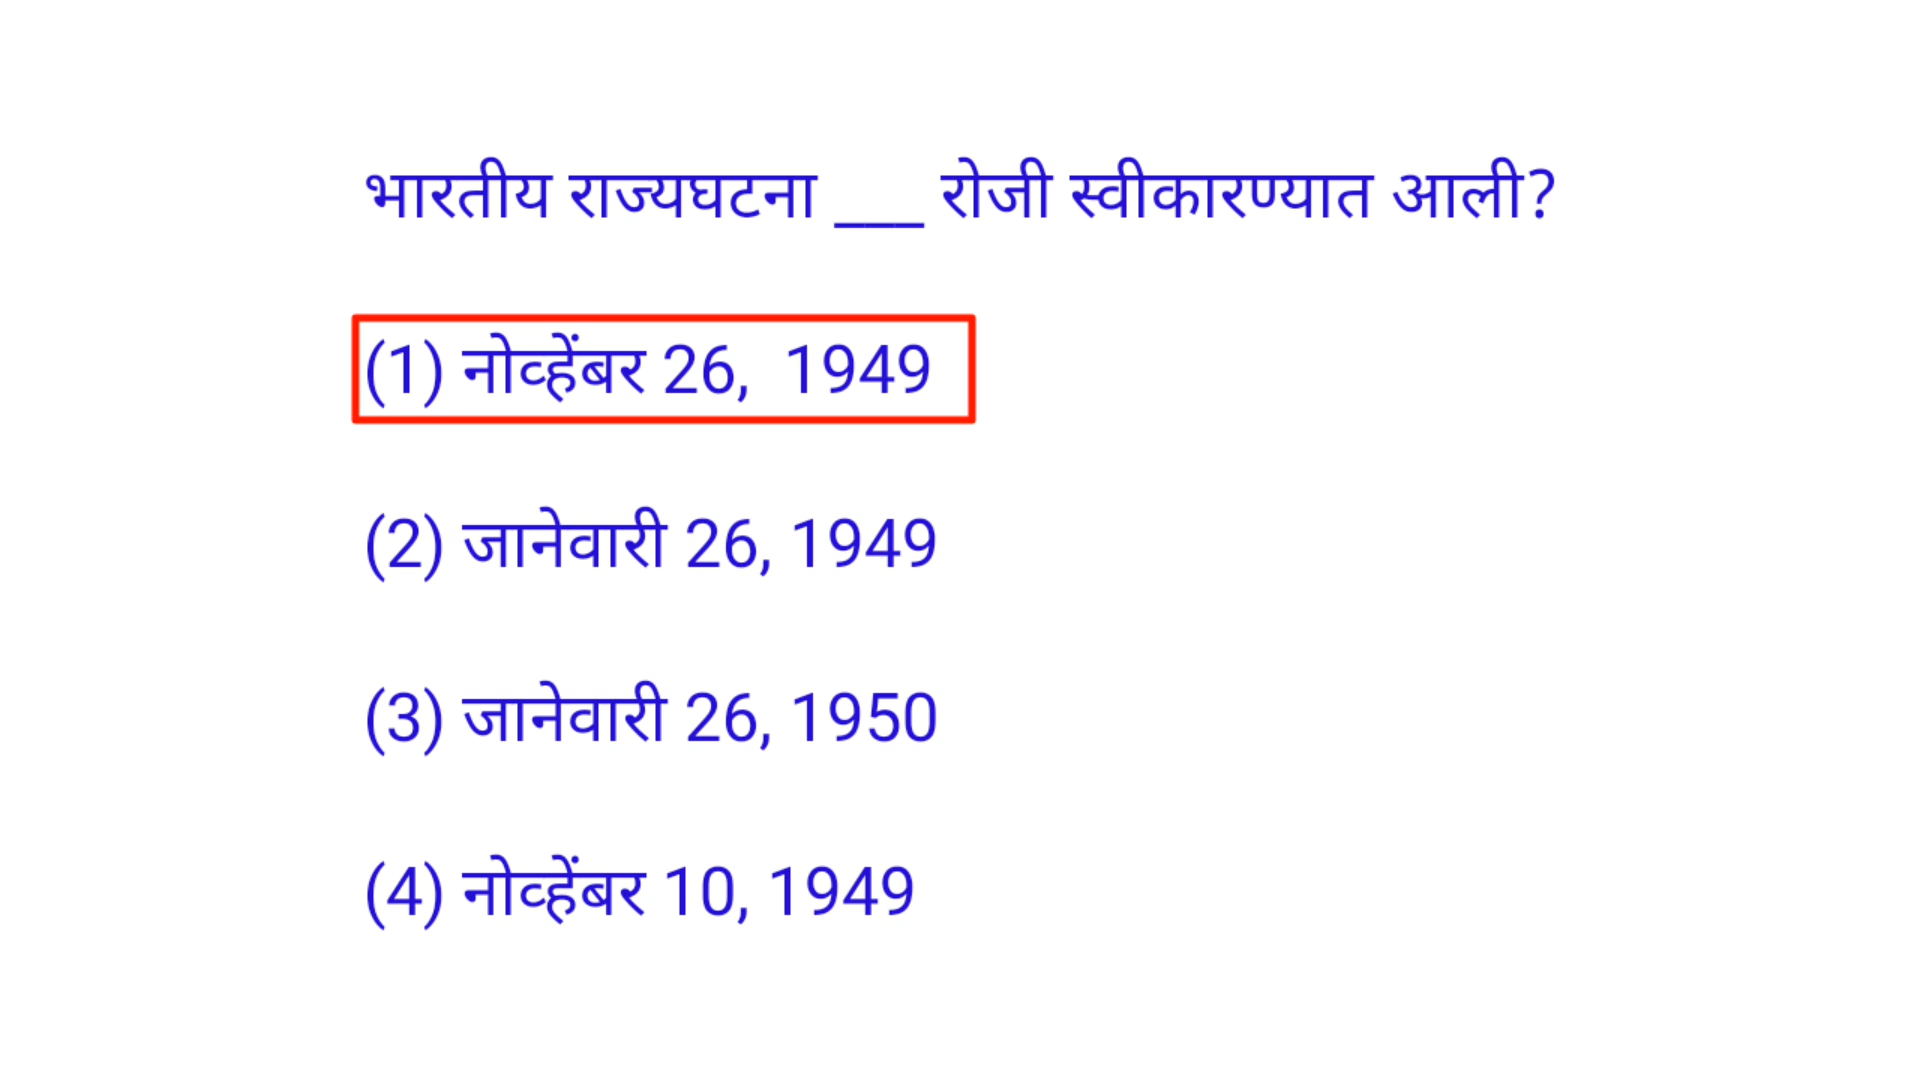 भारतीय राज्यघटना ___ रोजी स्वीकारण्यात आली?
(1) नोव्हेंबर 26, 1949
(2) जानेवारी 26, 1949
(3) जानेवारी 26, 1950
(4) नोव्हेंबर 10, 1949